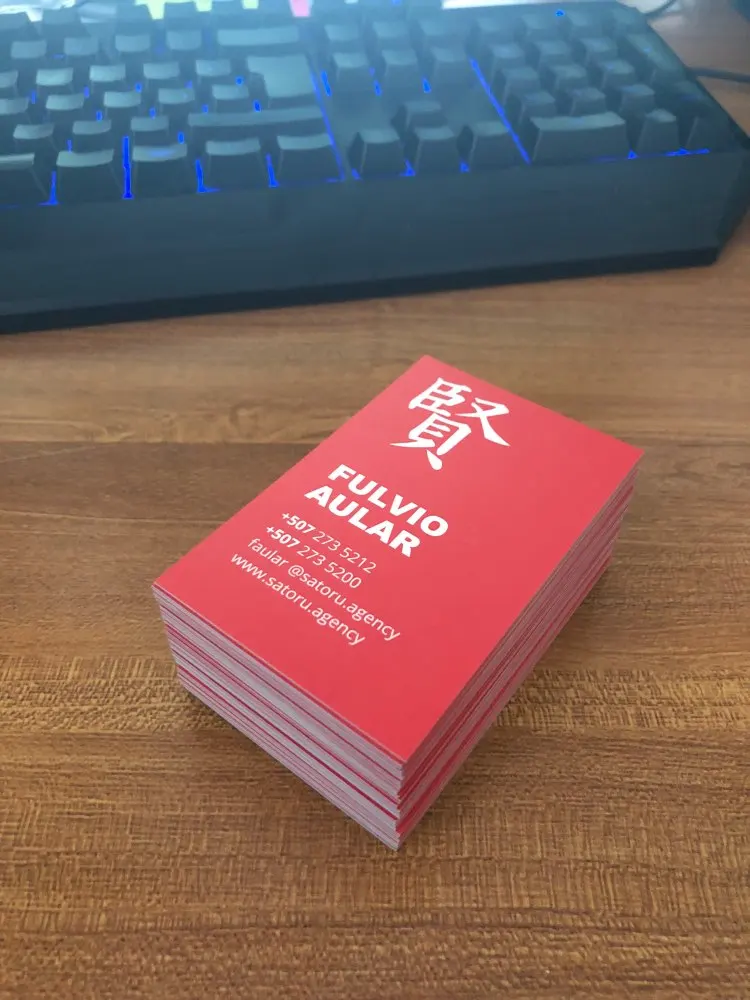 賢
FULVIO
AULAR
+507 273 5212
+507 273 5200
faular @satoru.agency
www.satoru.agency